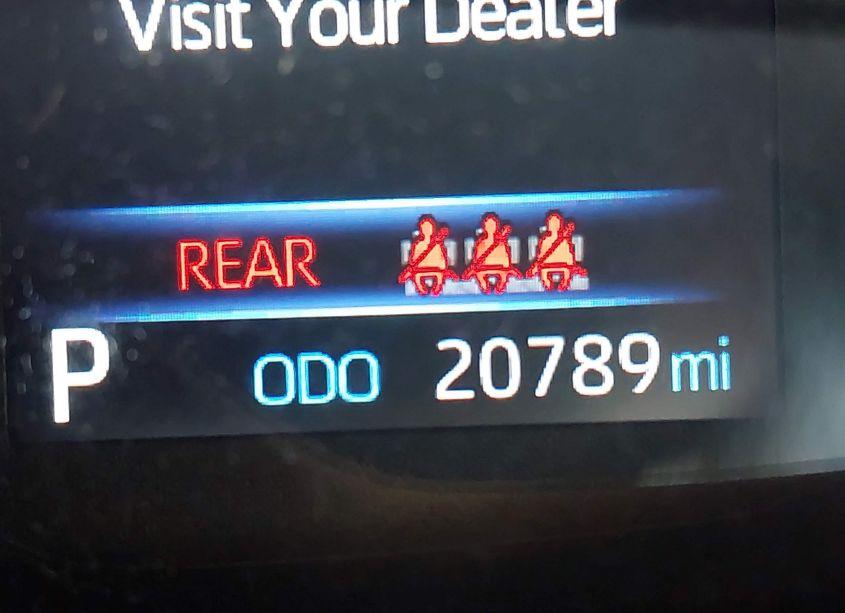 Visit Your Dealer
REAR
P ODO 20789 mi